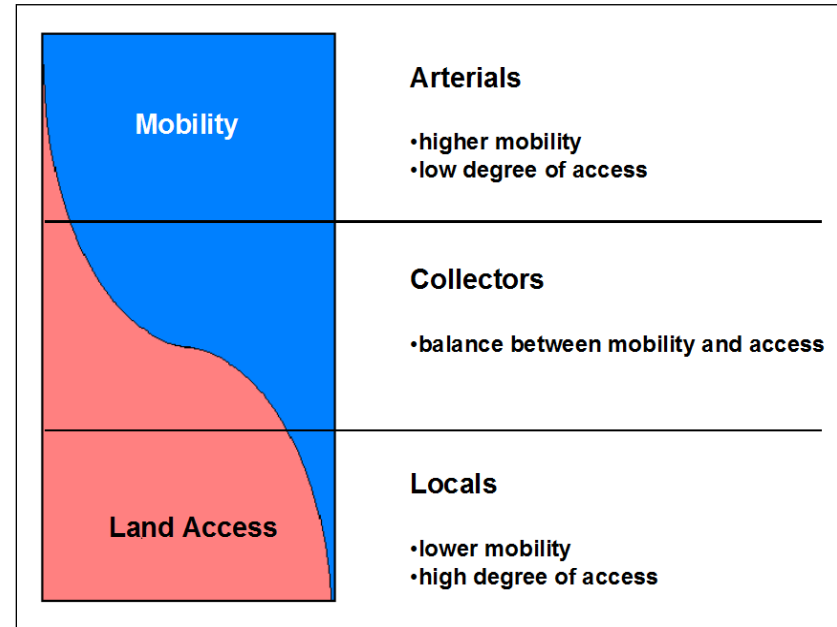 Mobility
Land Access
Arterials
•higher mobility
•low degree of access
Collectors
•balance between mobility and access
Locals
•lower mobility
•high degree of access